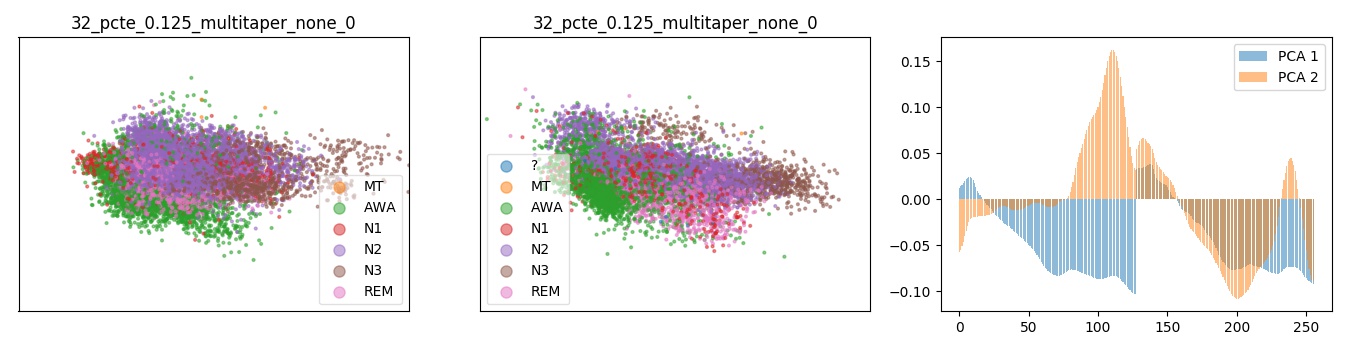 32_pcte_0.125_multitaper_none_0
MT
AWA
N1
N2
N3
REM
32_pcte_0.125_multitaper_none_0
?
MT
AWA
N1
N2
N3
REM
PCA 1
PCA 2
0.15
0.10
0.05
0.00
−0.05
−0.10
0 50 100 150 200 250